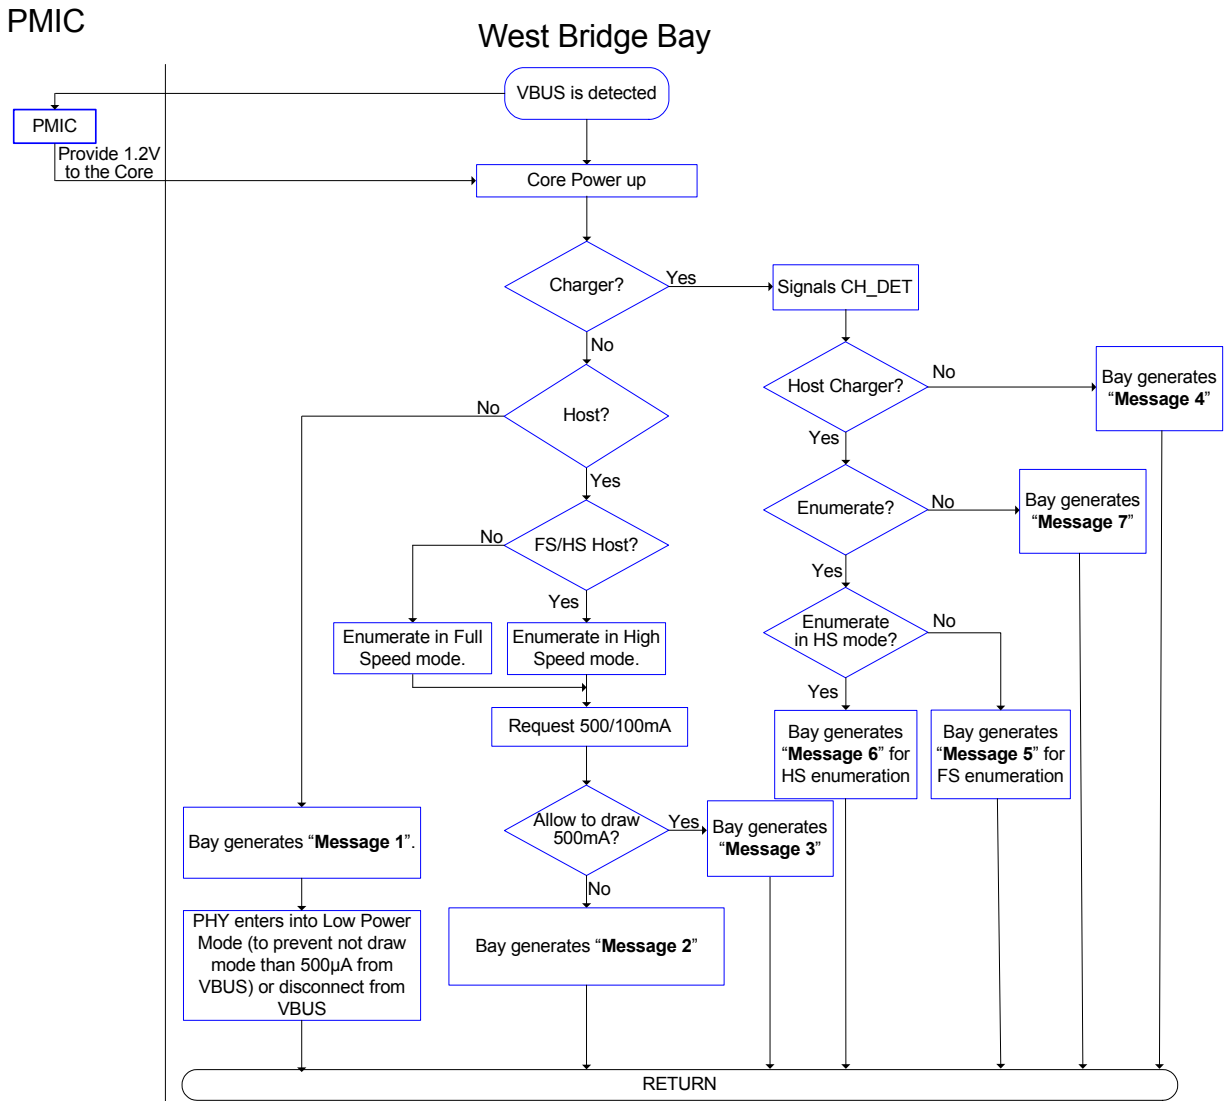 PMIC
West Bridge Bay
VBUS is detected
PMIC
Provide 1.2V
to the Core
Core Power up
Charger?
Yes
Signals CH_DET
No
Host Charger?
No
Bay generates
“Message 4”
Yes
No
Host?
Yes
Enumerate?
No
Bay generates
“Message 7”
Yes
No
FS/HS Host?
Yes
Enumerate
in HS mode?
No
Yes
Enumerate in Full
Speed mode.
Enumerate in High
Speed mode.
Request 500/100mA
Bay generates
“Message 6” for
HS enumeration
Bay generates
“Message 5” for
FS enumeration
Allow to draw
500mA?
Yes
Bay generates
“Message 3”
No
Bay generates “Message 1”.
PHY enters into Low Power
Mode (to prevent not draw
mode than 500µA from
VBUS) or disconnect from
VBUS
Bay generates “Message 2”
RETURN